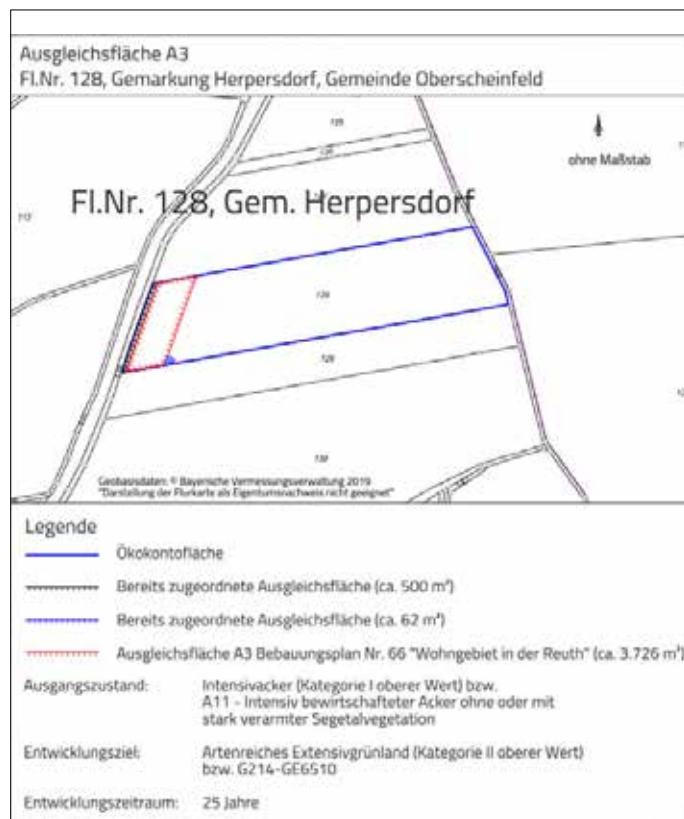 Ausgleichsfläche A3
Fl.Nr. 128, Gemarkung Herpersdorf, Gemeinde Oberscheinfeld
ohne Maßstab
Fl.Nr. 128, Gem. Herpersdorf
Geobasisdaten: © Bayerische Vermessungsverwaltung 2019
"Darstellung der Flurkarte als Eigentumsnachweis nicht geeignet"
Legende
Ökokontofläche
Bereits zugeordnete Ausgleichsfläche (ca. 500 m²)
Bereits zugeordnete Ausgleichsfläche (ca. 62 m²)
Ausgleichsfläche A3 Bebauungsplan Nr. 66 "Wohngebiet in der Reuth" (ca. 3.726 m²)
Ausgangszustand: Intensivacker (Kategorie I oberer Wert) bzw.
A11 - Intensiv bewirtschafteter Acker ohne oder mit
stark verarmter Segetalvegetation
Entwicklungsziel: Artenreiches Extensivgrünland (Kategorie II oberer Wert)
bzw. G214-GE6510
Entwicklungszeitraum: 25 Jahre